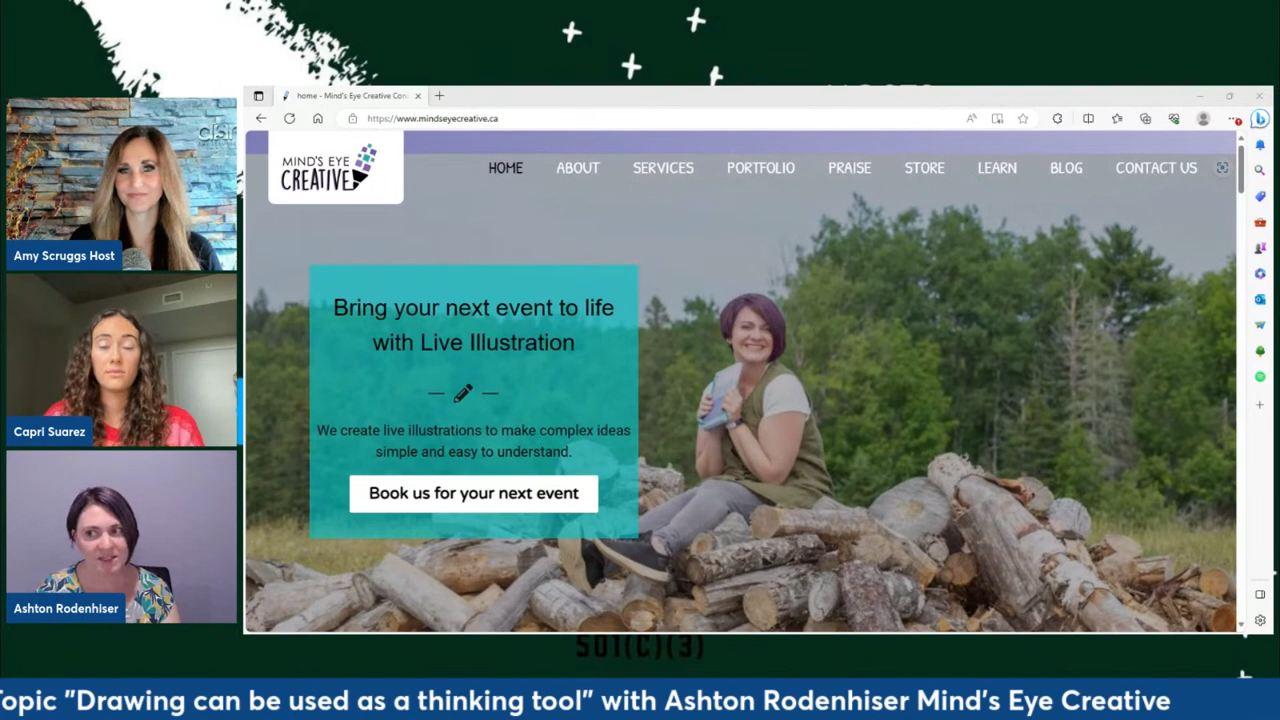 home - Mind's Eye Creative Con
https://www.mindseyecreative.ca
MIND'S EYE
CREATIVE
HOME ABOUT SERVICES PORTFOLIO PRAISE STORE LEARN BLOG CONTACT US
Bring your next event to life
with Live Illustration
We create live illustrations to make complex ideas
simple and easy to understand.
Book us for your next event
Amy Scruggs Host
Capri Suarez
Ashton Rodenhiser
501(C)(3)
Topic "Drawing can be used as a thinking tool" with Ashton Rodenhiser Mind's Eye Creative